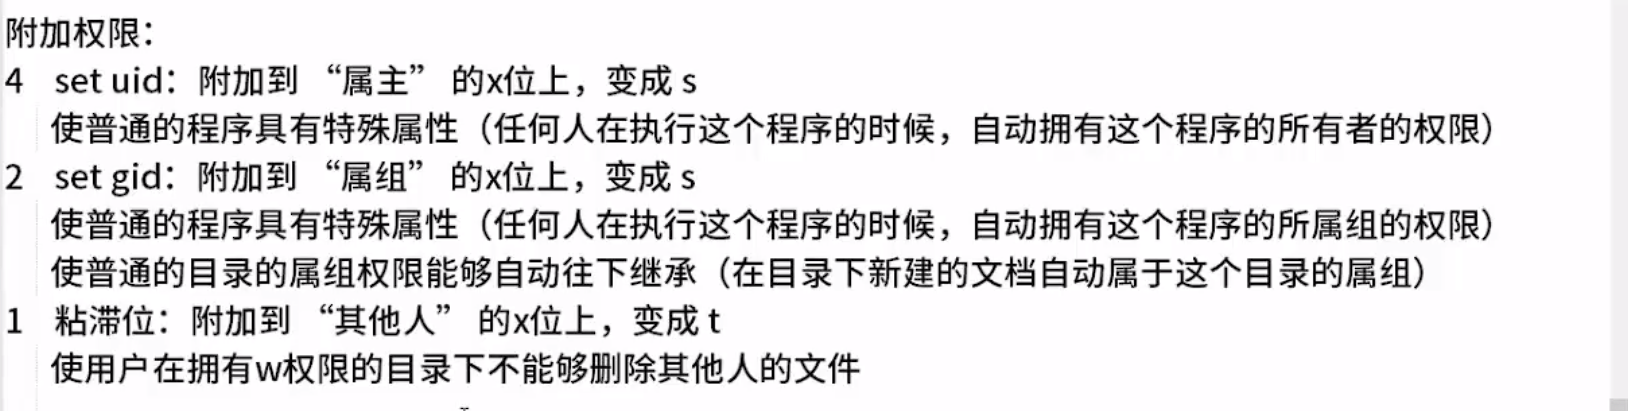 附加权限：
4 set uid：附加到 “属主” 的x位上，变成 s
使普通的程序具有特殊属性（任何人在执行这个程序的时候，自动拥有这个程序的所有者的权限）
2 set gid：附加到 “属组” 的x位上，变成 s
使普通的程序具有特殊属性（任何人在执行这个程序的时候，自动拥有这个程序的所属组的权限）
使普通的目录的属组权限能够自动往下继承（在目录下新建的文档自动属于这个目录的属组）
1 粘滞位：附加到 “其他人” 的x位上，变成 t
使用户在拥有w权限的目录下不能够删除其他人的文件